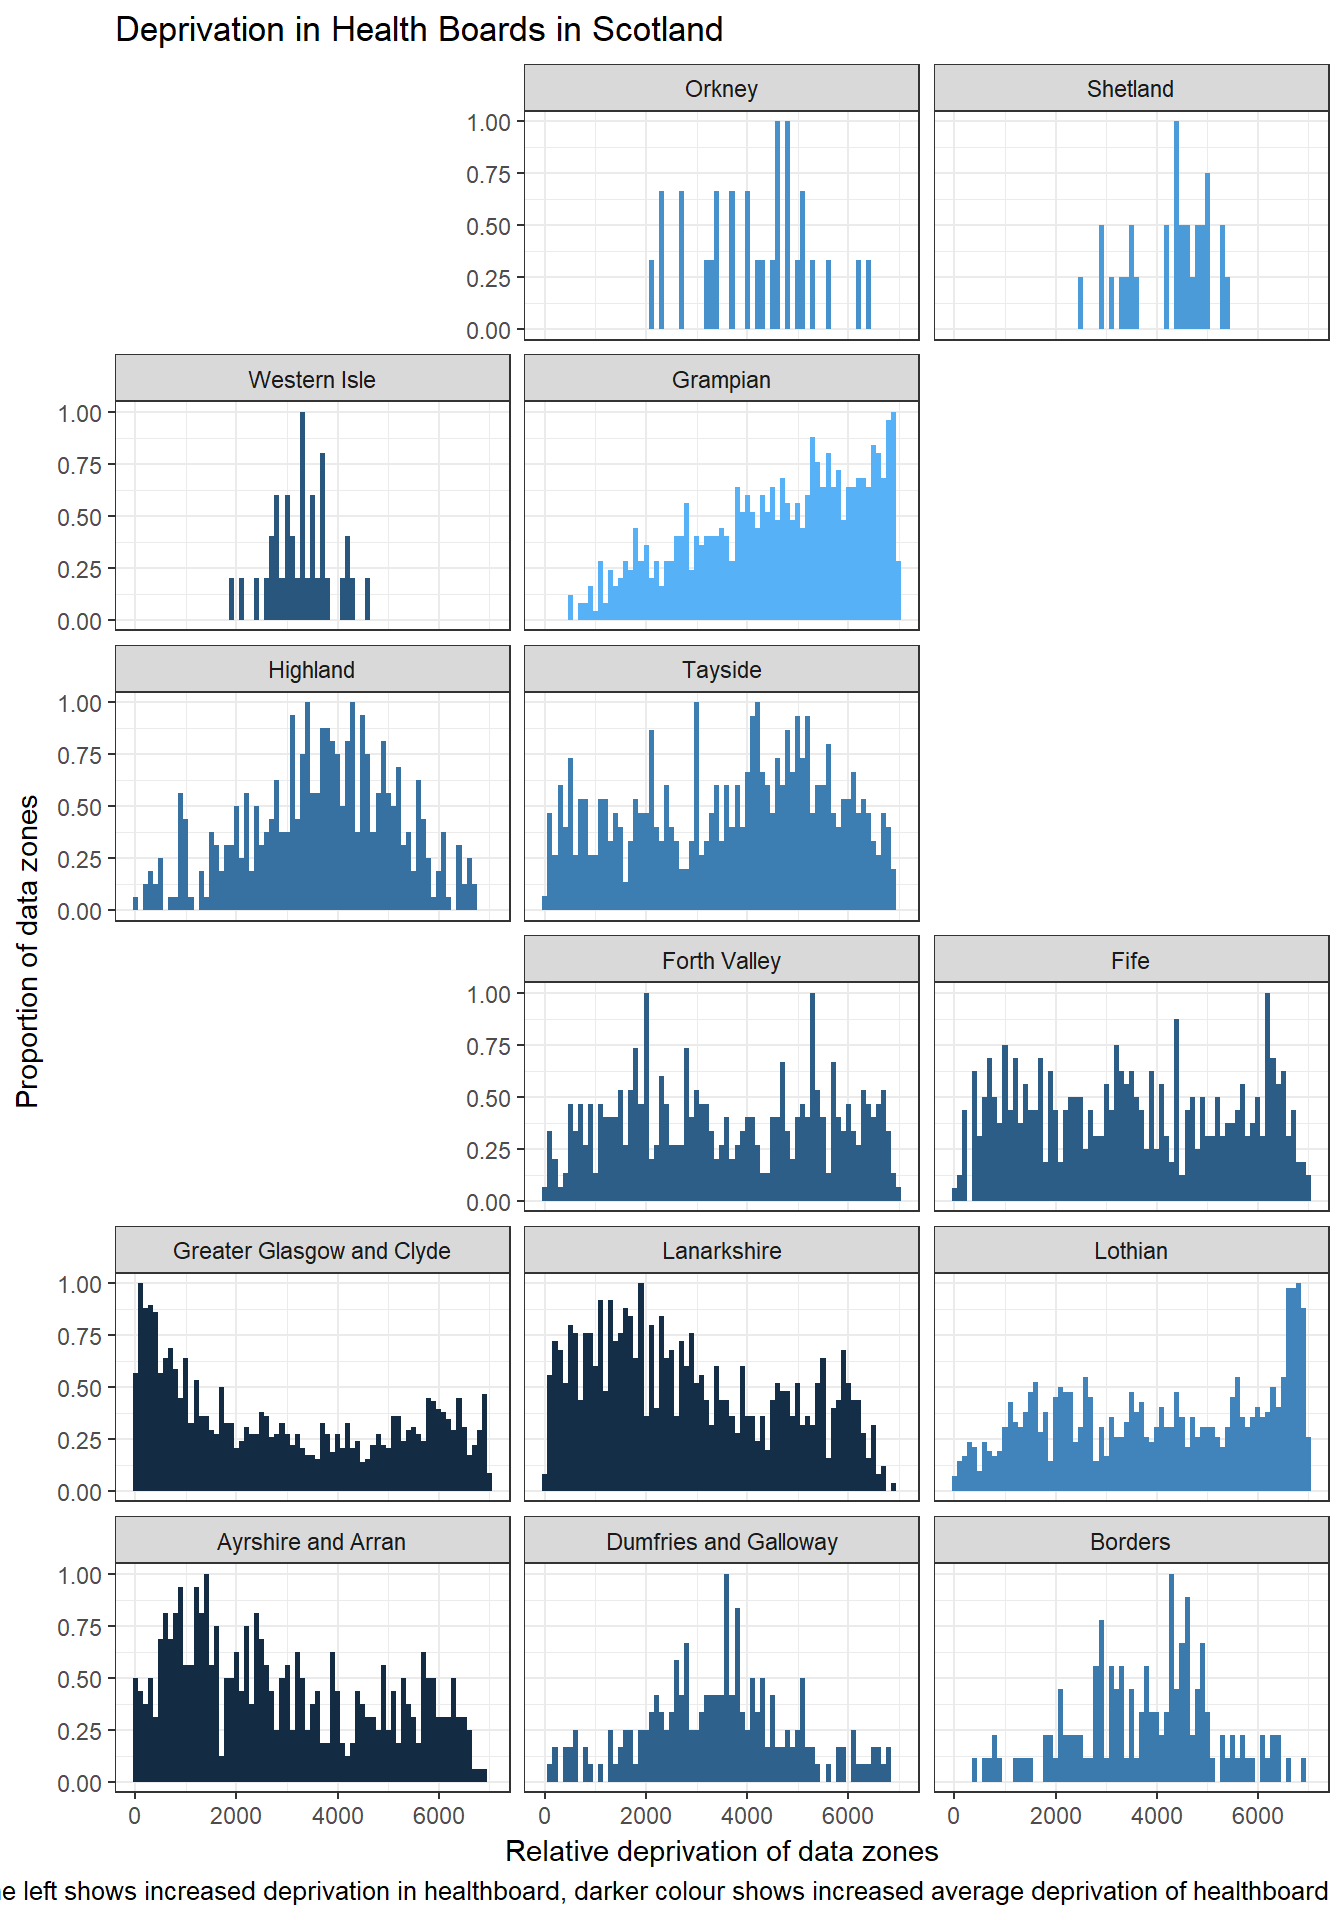 Deprivation in Health Boards in Scotland
Orkney
Shetland
1.00
0.75
0.50
0.25
0.00
Western Isle
Grampian
1.00
0.75
0.50
0.25
0.00
Highland
Tayside
1.00
0.75
0.50
0.25
0.00
Proportion of data zones
Forth Valley
Fife
1.00
0.75
0.50
0.25
0.00
Greater Glasgow and Clyde
Lanarkshire
Lothian
1.00
0.75
0.50
0.25
0.00
Ayrshire and Arran
Dumfries and Galloway
Borders
1.00
0.75
0.50
0.25
0.00
0 2000 4000 6000
0 2000 4000 6000
0 2000 4000 6000
Relative deprivation of data zones
left shows increased deprivation in healthboard, darker colour shows increased average deprivation of healthboard